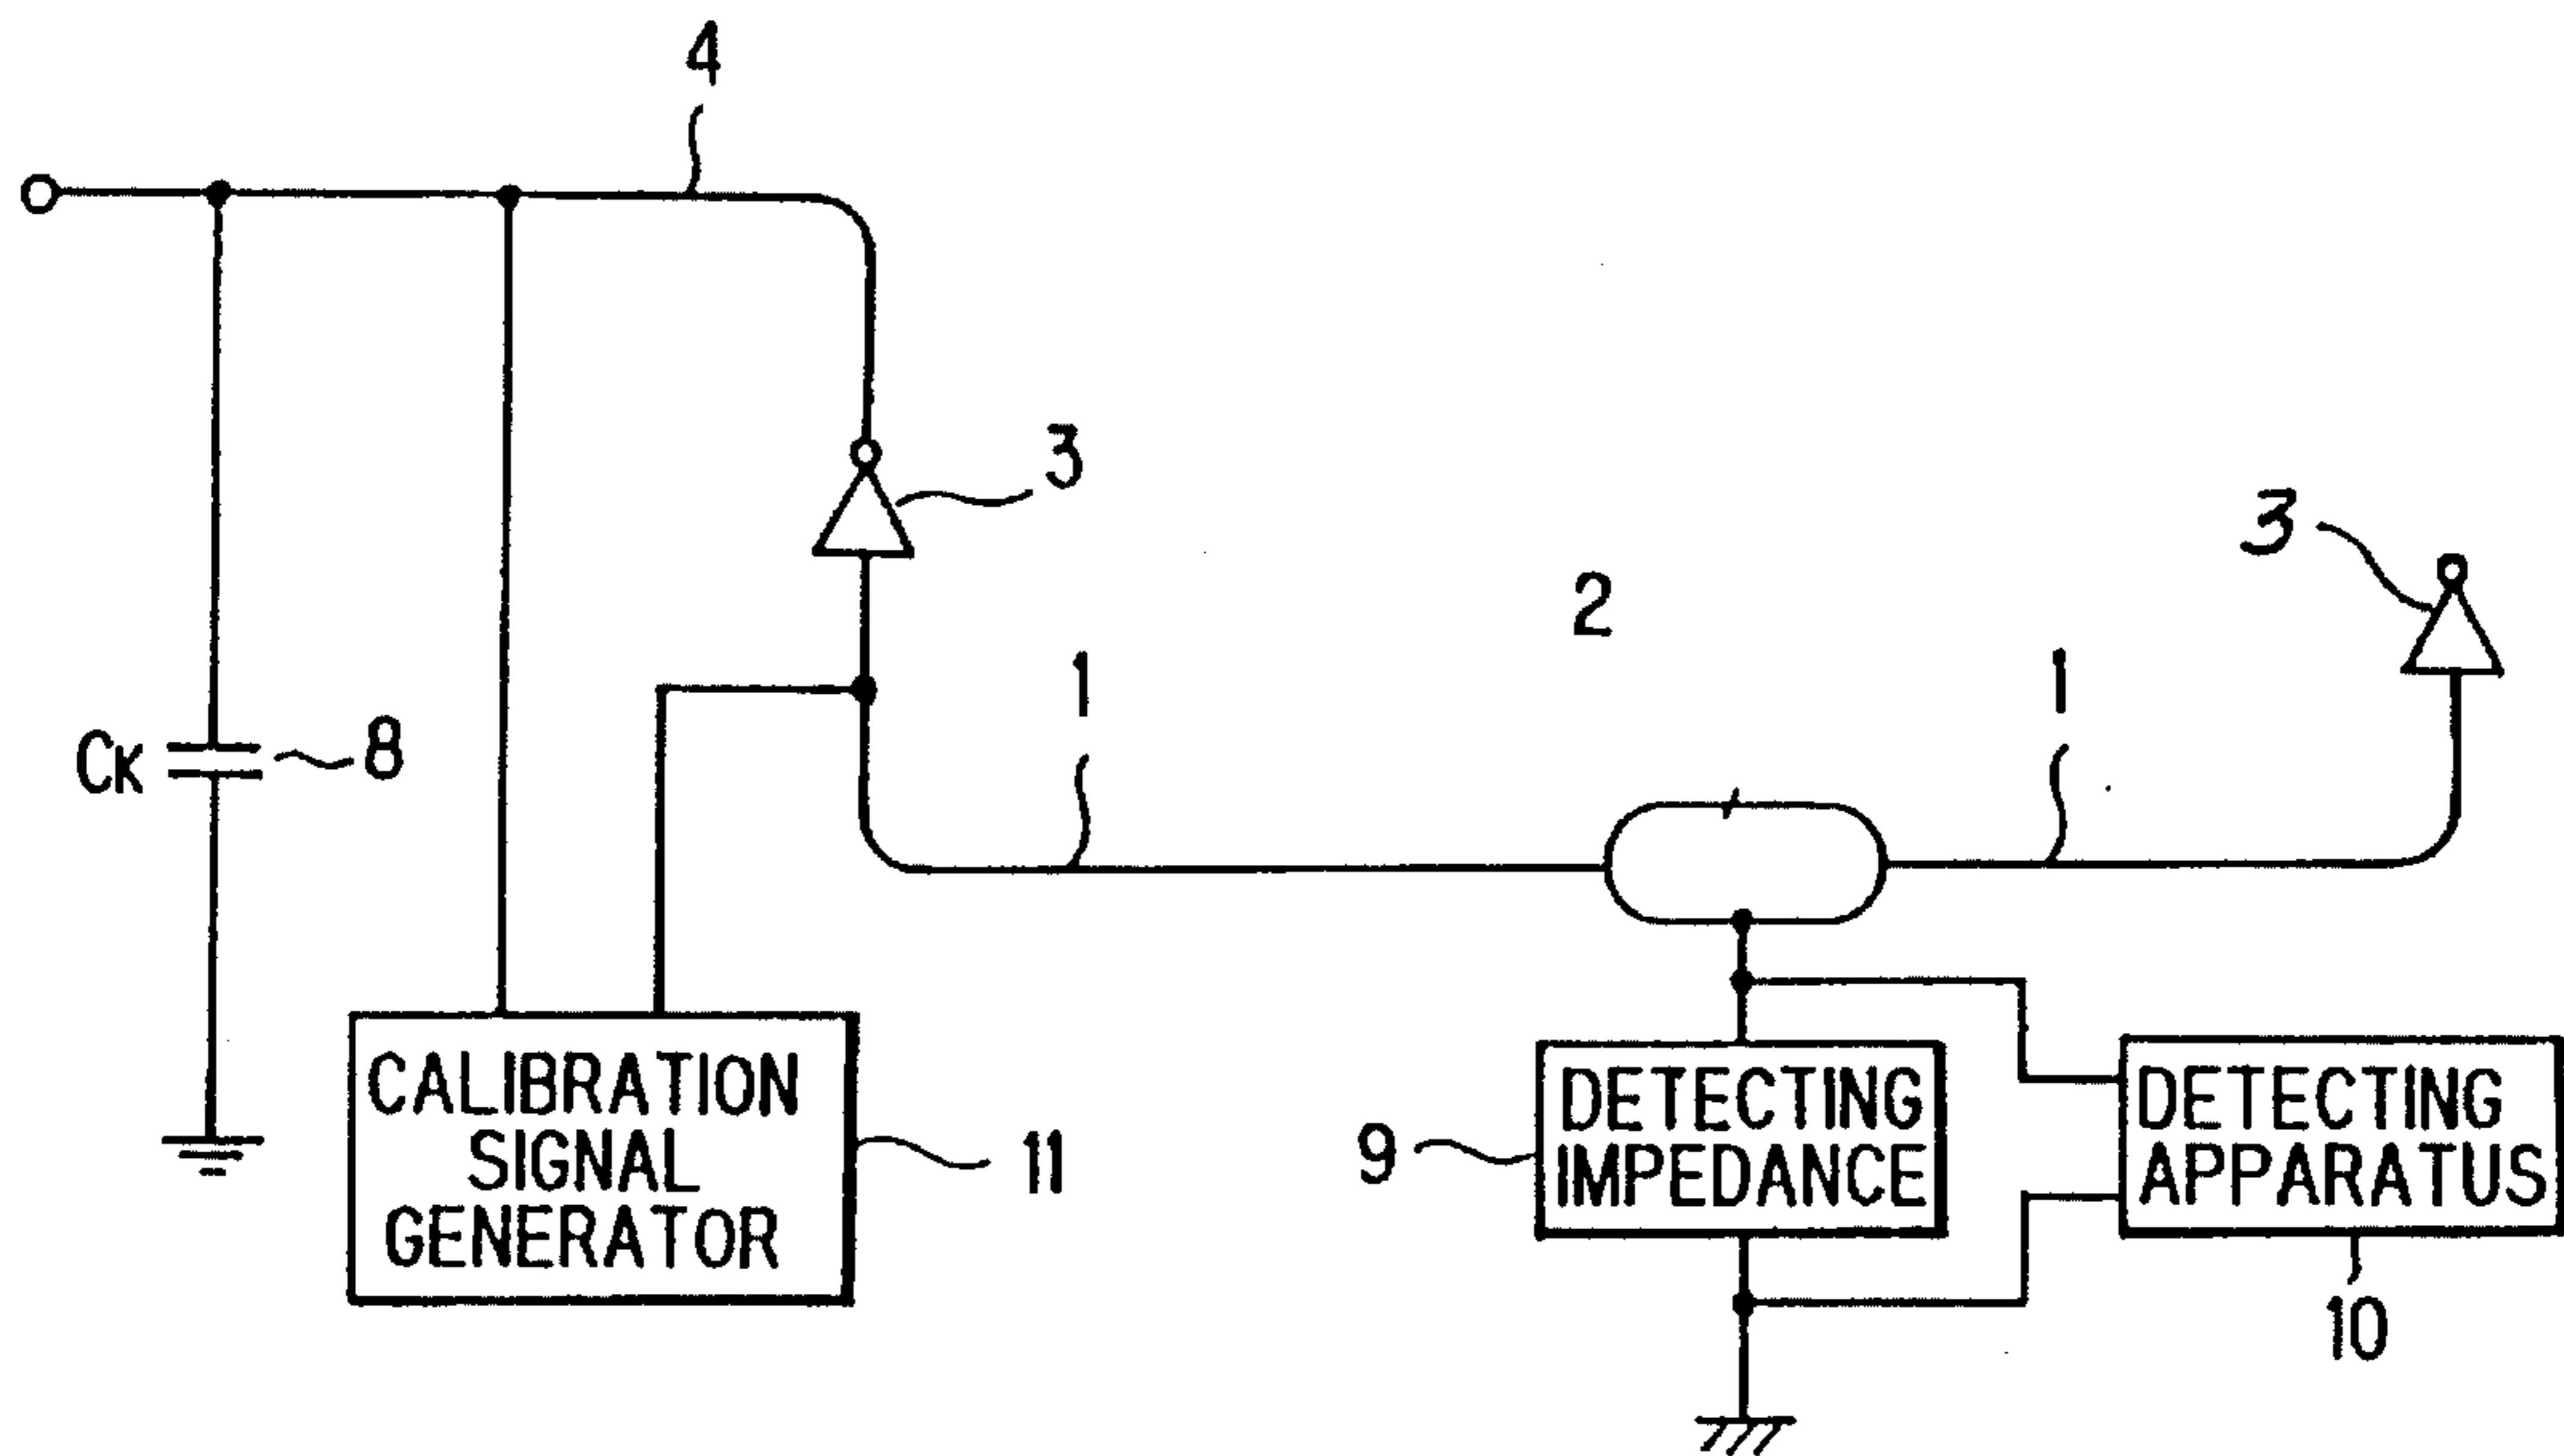 4
3
3
2
1
1
CK
8
CALIBRATION
SIGNAL
GENERATOR
11
9
DETECTING
IMPEDANCE
DETECTING
APPARATUS
10